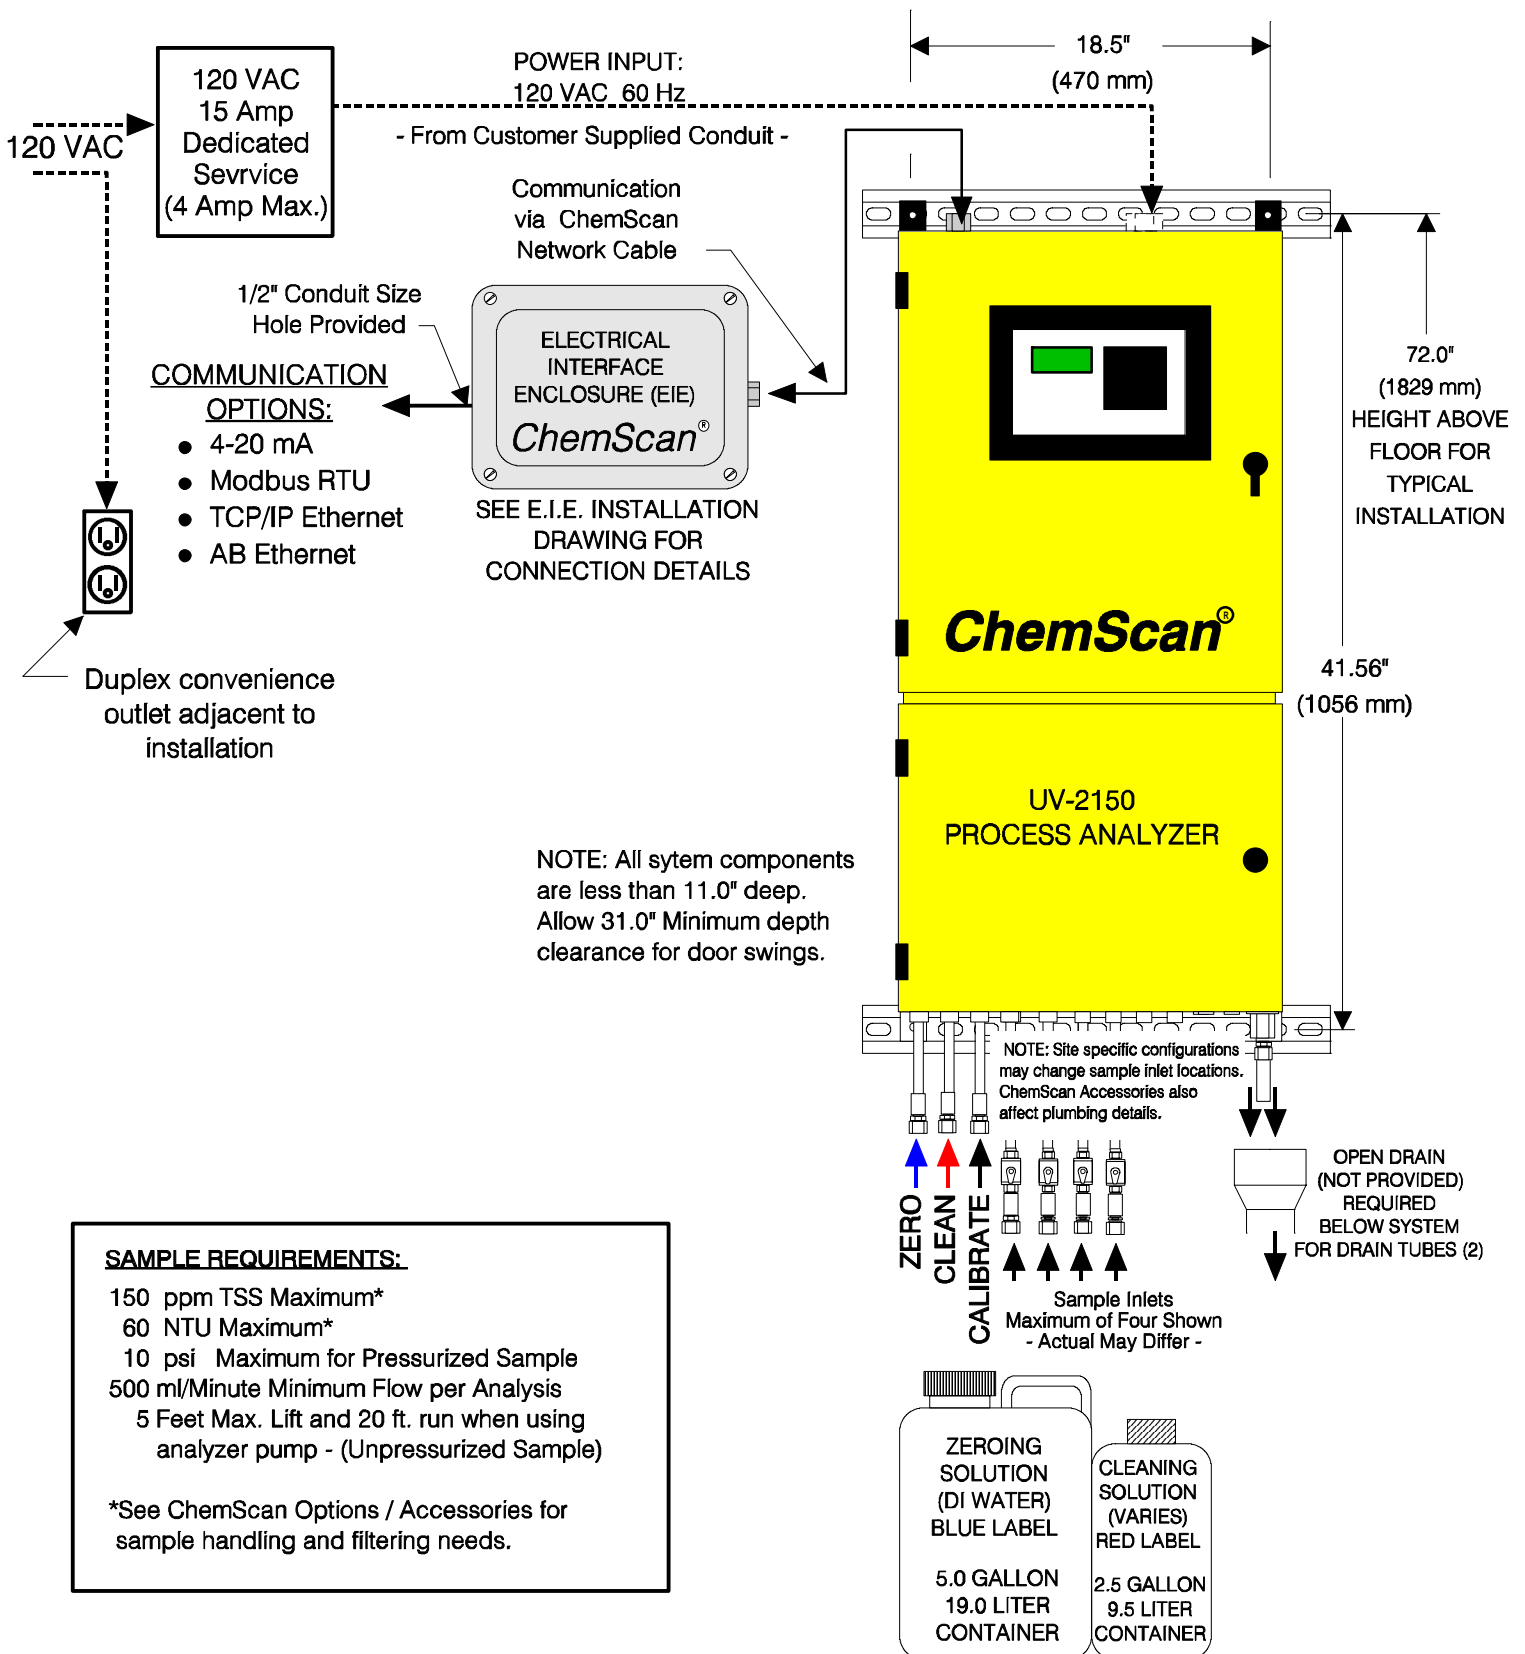 120 VAC
120 VAC
15 Amp
Dedicated
Sevrvice
(4 Amp Max.)
POWER INPUT:
120 VAC 60 Hz
- From Customer Supplied Conduit -
18.5"
(470 mm)
Communication
via ChemScan
Network Cable
1/2" Conduit Size
Hole Provided
ELECTRICAL
INTERFACE
ENCLOSURE (EIE)
ChemScan®
SEE E.I.E. INSTALLATION
DRAWING FOR
CONNECTION DETAILS
COMMUNICATION
OPTIONS:
● 4-20 mA
● Modbus RTU
● TCP/IP Ethernet
● AB Ethernet
Duplex convenience
outlet adjacent to
installation
72.0"
(1829 mm)
HEIGHT ABOVE
FLOOR FOR
TYPICAL
INSTALLATION
ChemScan®
41.56"
(1056 mm)
UV-2150
PROCESS ANALYZER
NOTE: All sytem components
are less than 11.0" deep.
Allow 31.0" Minimum depth
clearance for door swings.
NOTE: Site specific configurations
may change sample inlet locations.
ChemScan Accessories also
affect plumbing details.
ZERO
CLEAN
CALIBRATE
Sample Inlets
Maximum of Four Shown
- Actual May Differ -
OPEN DRAIN
(NOT PROVIDED)
REQUIRED
BELOW SYSTEM
FOR DRAIN TUBES (2)
SAMPLE REQUIREMENTS:
150 ppm TSS Maximum*
60 NTU Maximum*
10 psi Maximum for Pressurized Sample
500 ml/Minute Minimum Flow per Analysis
5 Feet Max. Lift and 20 ft. run when using
analyzer pump - (Unpressurized Sample)
*See ChemScan Options / Accessories for
sample handling and filtering needs.
ZEROING
SOLUTION
(DI WATER)
BLUE LABEL
5.0 GALLON
19.0 LITER
CONTAINER
CLEANING
SOLUTION
(VARIES)
RED LABEL
2.5 GALLON
9.5 LITER
CONTAINER